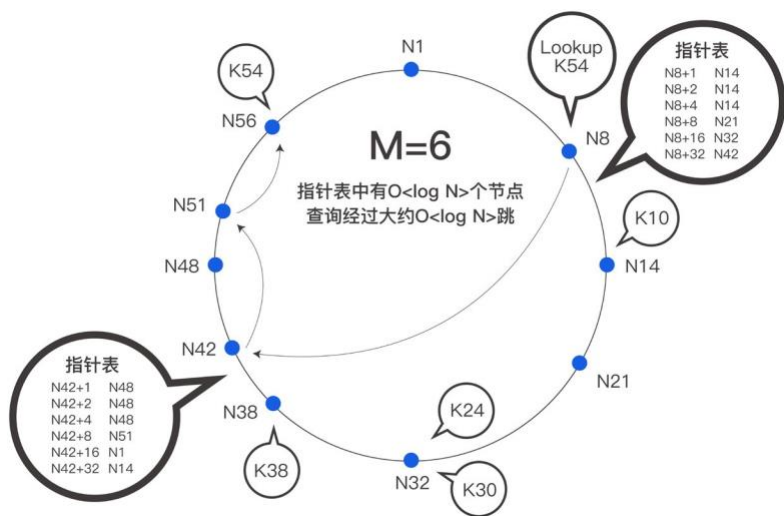 N1
K54
Lookup
K54
指针表
N8+1 N14
N8+2 N14
N8+4 N14
N8+8 N21
N8+16 N32
N8+32 N42
N56
N8
M=6
指针表中有O<log N>个节点
查询经过大约O<log N>跳
N51
K10
N48
N14
N42
指针表
N42+1 N48
N42+2 N48
N42+4 N48
N42+8 N51
N42+16 N1
N42+32 N14
N21
N38
K24
K38
N32
K30